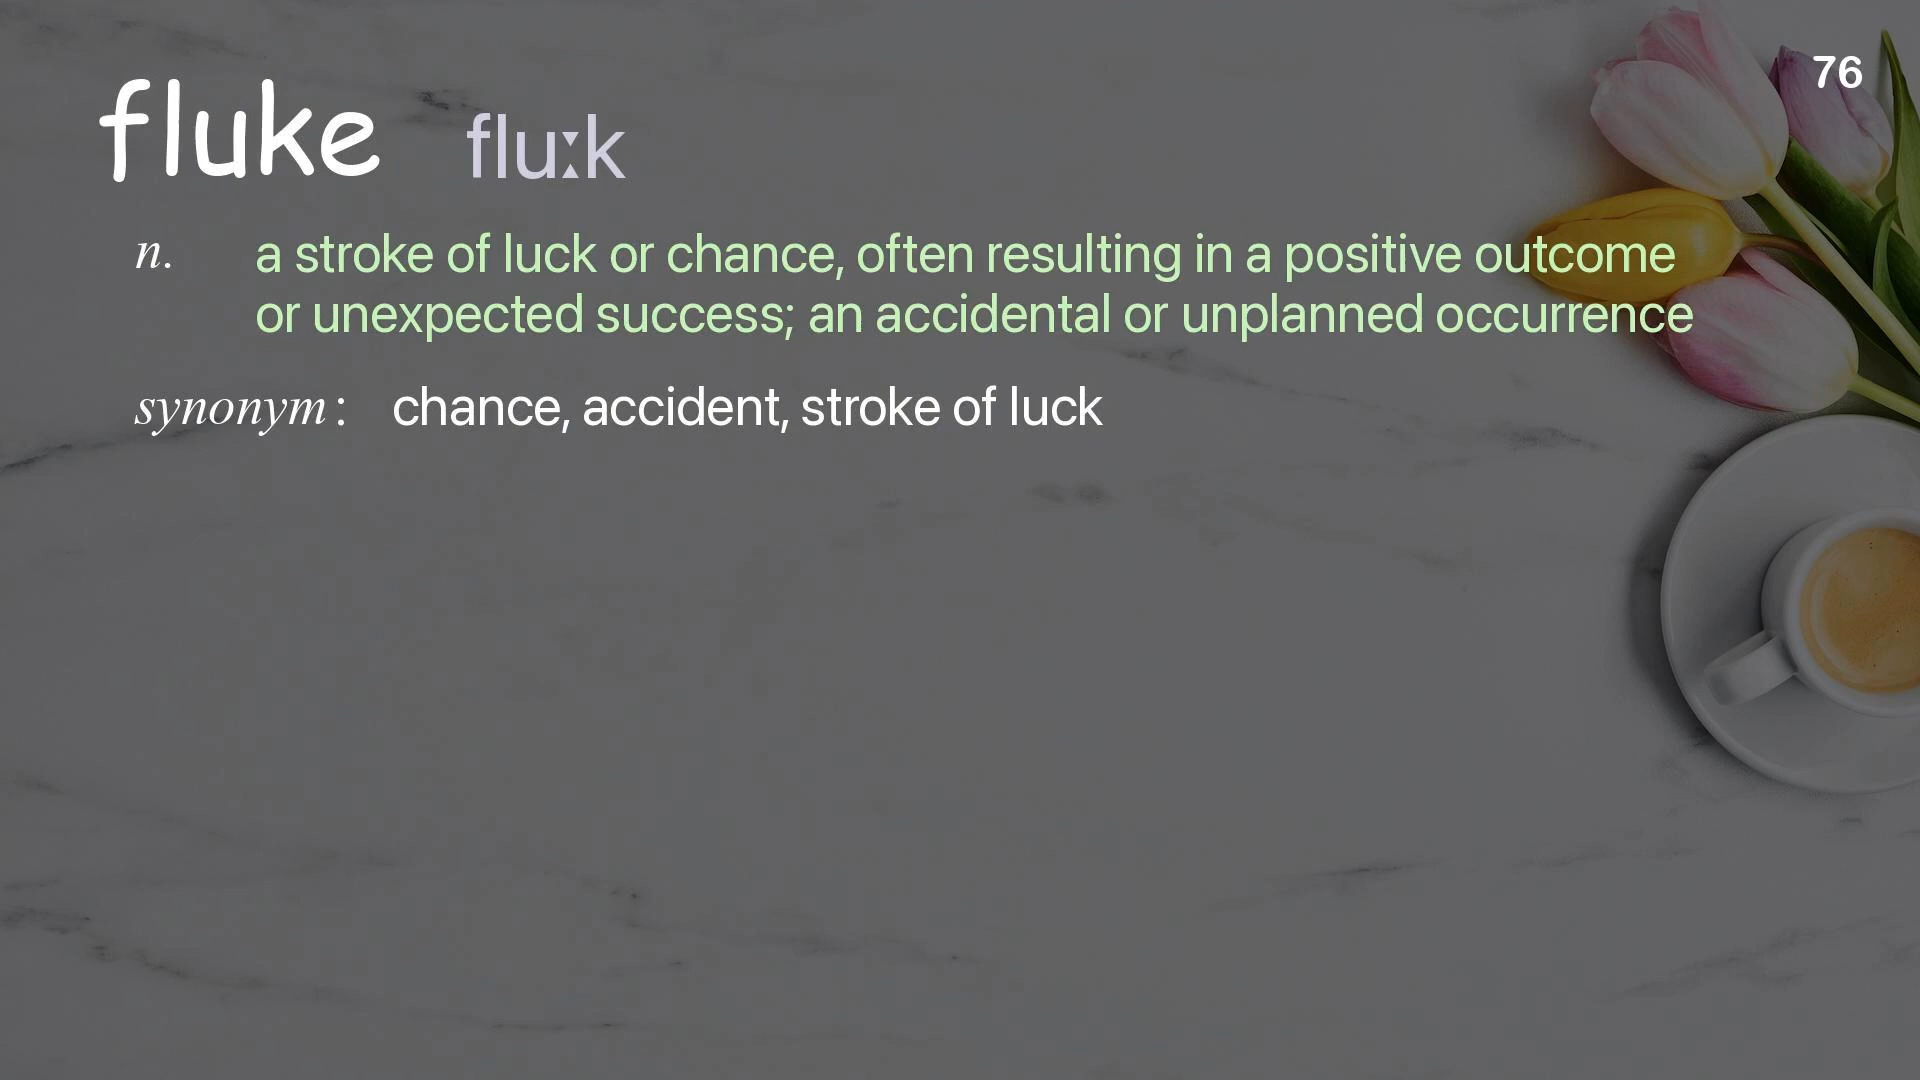 76
fluke fluːk
n. a stroke of luck or chance, often resulting in a positive outcome
or unexpected success; an accidental or unplanned occurrence
synonym: chance, accident, stroke of luck